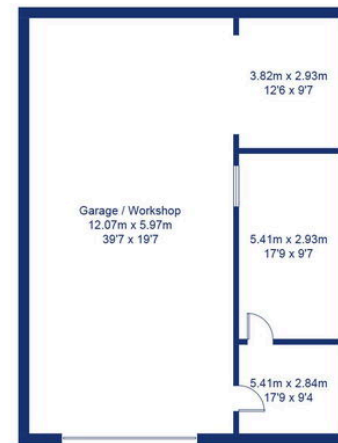 3.82m x 2.93m
12'6 x 9'7
Garage / Workshop
12.07m x 5.97m
39'7 x 19'7
5.41m x 2.93m
17'9 x 9'7
5.41m x 2.84m
17'9 x 9'4